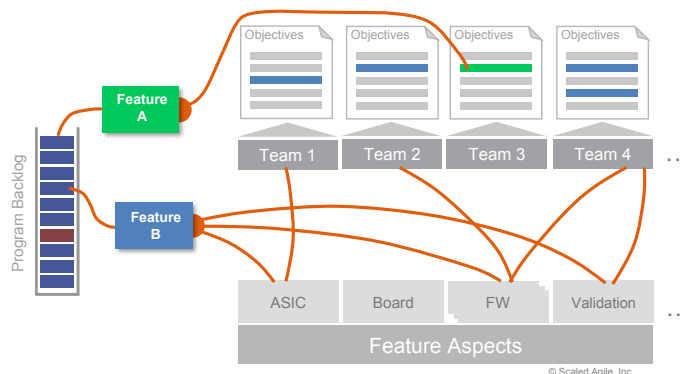 Objectives
Objectives
Objectives
Objectives
Feature
A
Team 1
Team 2
Team 3
Team 4
. .
Program Backlog
Feature
B
ASIC
Board
FW
Validation
. .
Feature Aspects
© Scaled Agile, Inc.